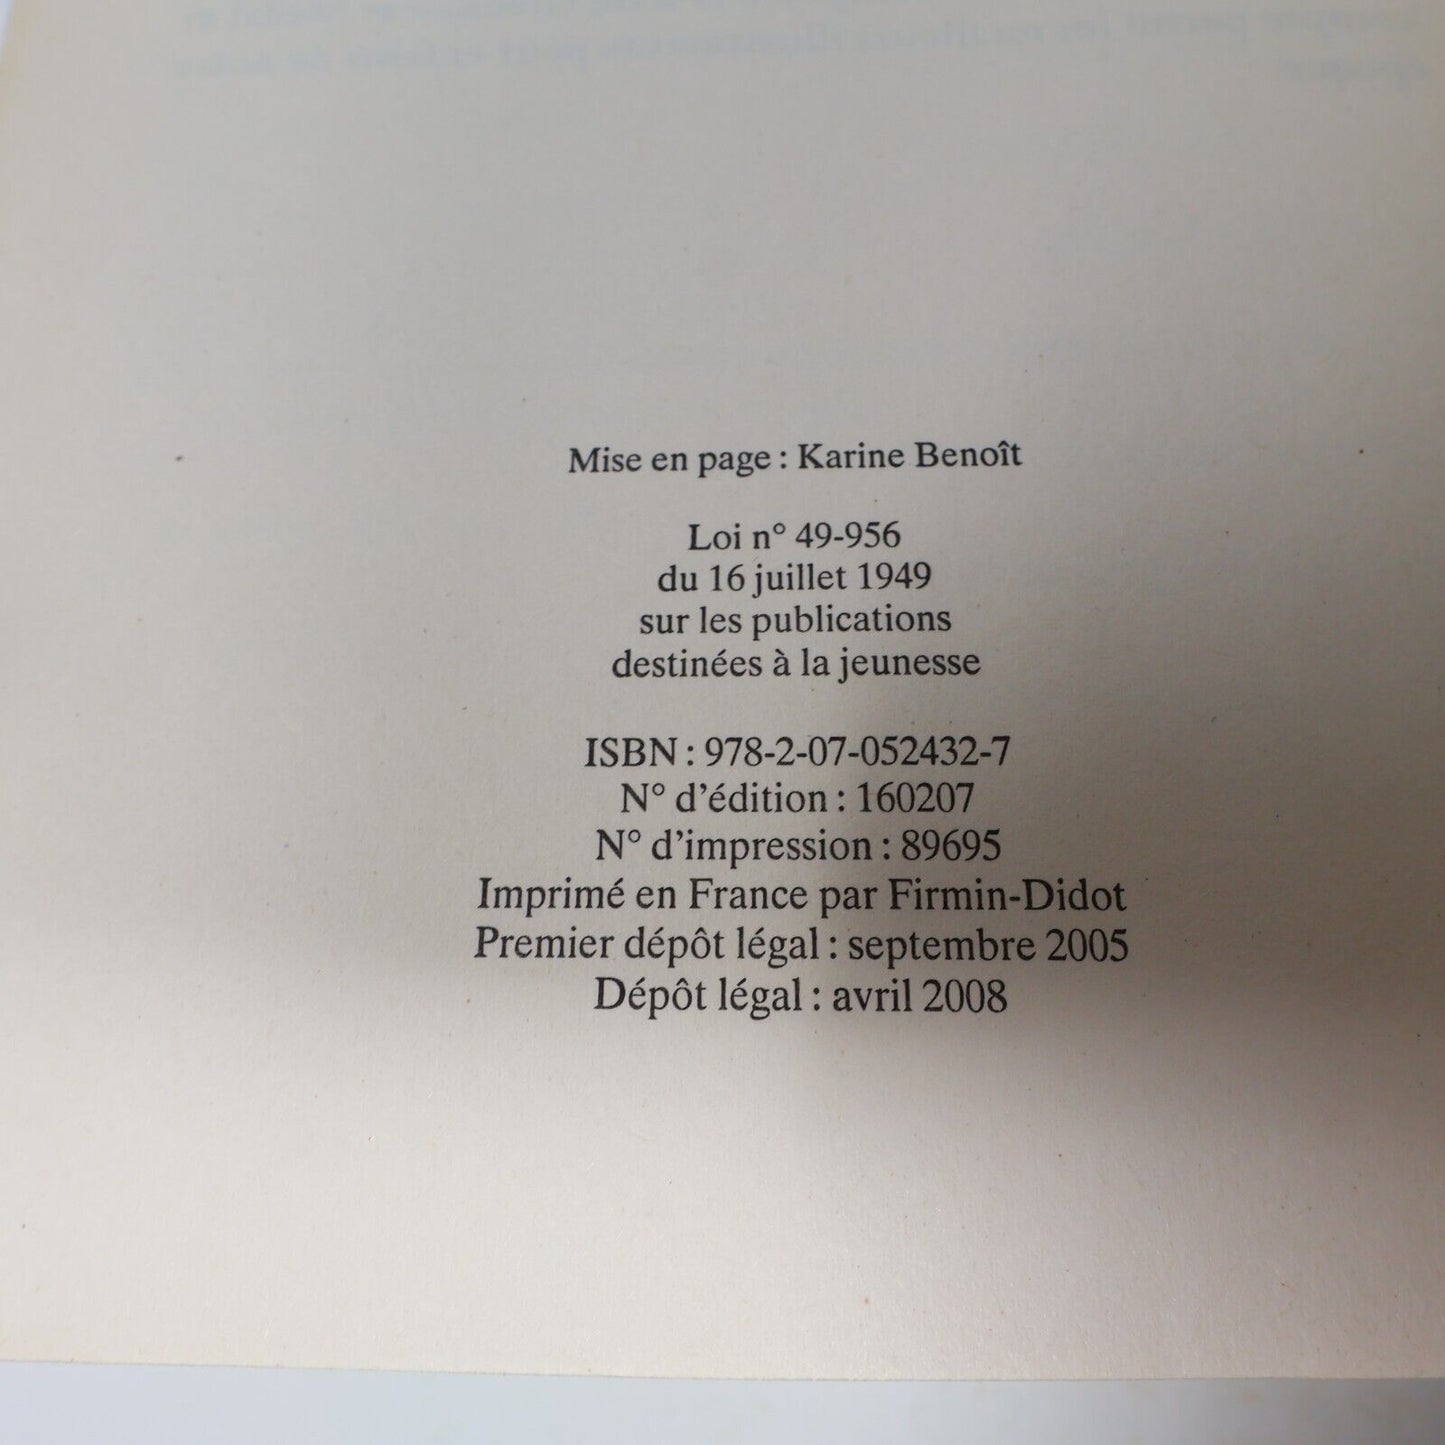 Mise en page : Karine Benoît
Loi n° 49-956
du 16 juillet 1949
sur les publications
destinées à la jeunesse
ISBN : 978-2-07-052432-7
N° d'édition : 160207
N° d'impression : 89695
Imprimé en France par Firmin-Didot
Premier dépôt légal : septembre 2005
Dépôt légal : avril 2008